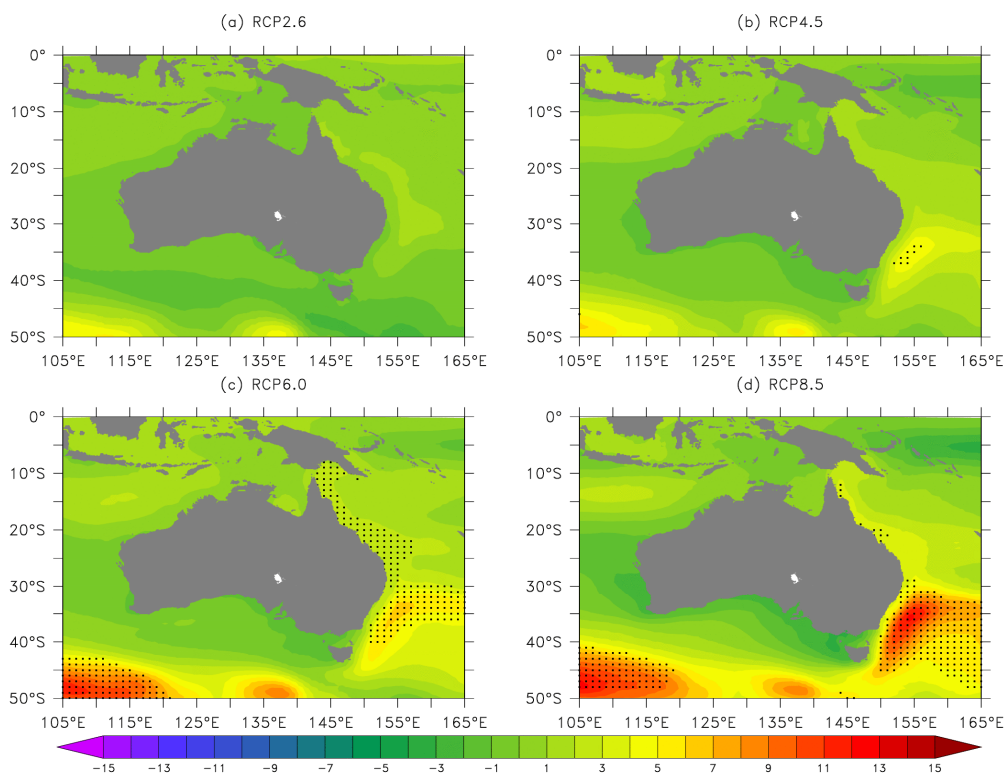 (a) RCP2.6
(b) RCP4.5
0° 0°
10°S 10°S
20°S 20°S
30°S 30°S
40°S 40°S
50°S 50°S
105°E 115°E 125°E 135°E 145°E 155°E 165°E 105°E 115°E 125°E 135°E 145°E 155°E 165°E
(c) RCP6.0
(d) RCP8.5
0° 0°
10°S 10°S
20°S 20°S
30°S 30°S
40°S 40°S
50°S 50°S
105°E 115°E 125°E 135°E 145°E 155°E 165°E 105°E 115°E 125°E 135°E 145°E 155°E 165°E
-15 -13 -11 -9 -7 -5 -3 -1 1 3 5 7 9 11 13 15